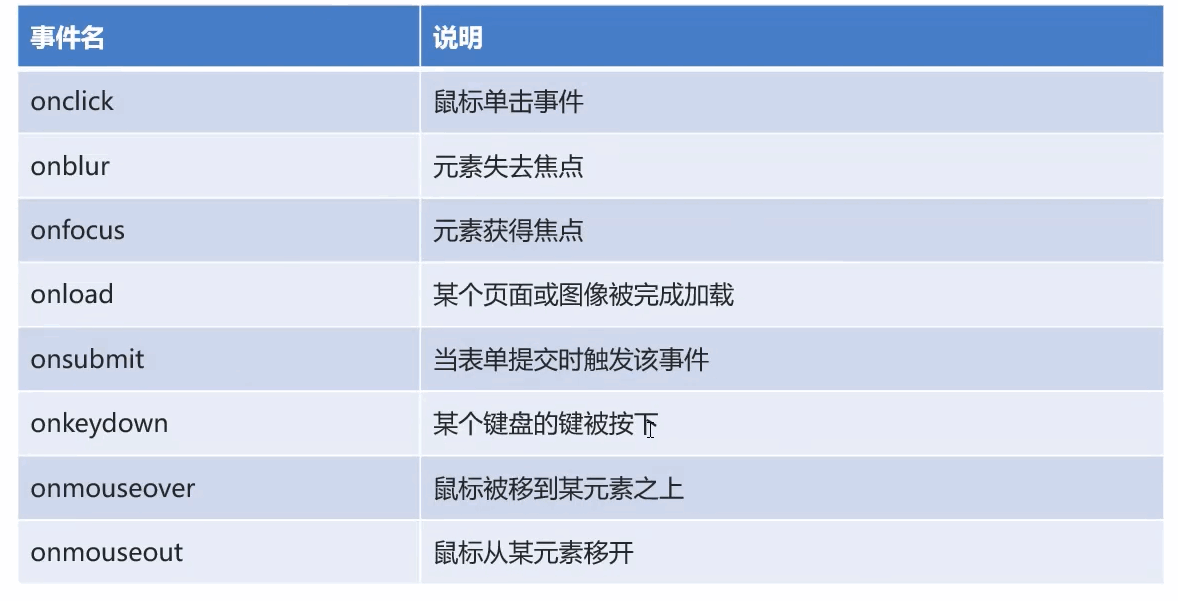 事件名 说明
onclick 鼠标单击事件
onblur 元素失去焦点
onfocus 元素获得焦点
onload 某个页面或图像被完成加载
onsubmit 当表单提交时触发该事件
onkeydown 某个键盘的键被按下
onmouseover 鼠标被移到某元素之上
onmouseout 鼠标从某元素移开